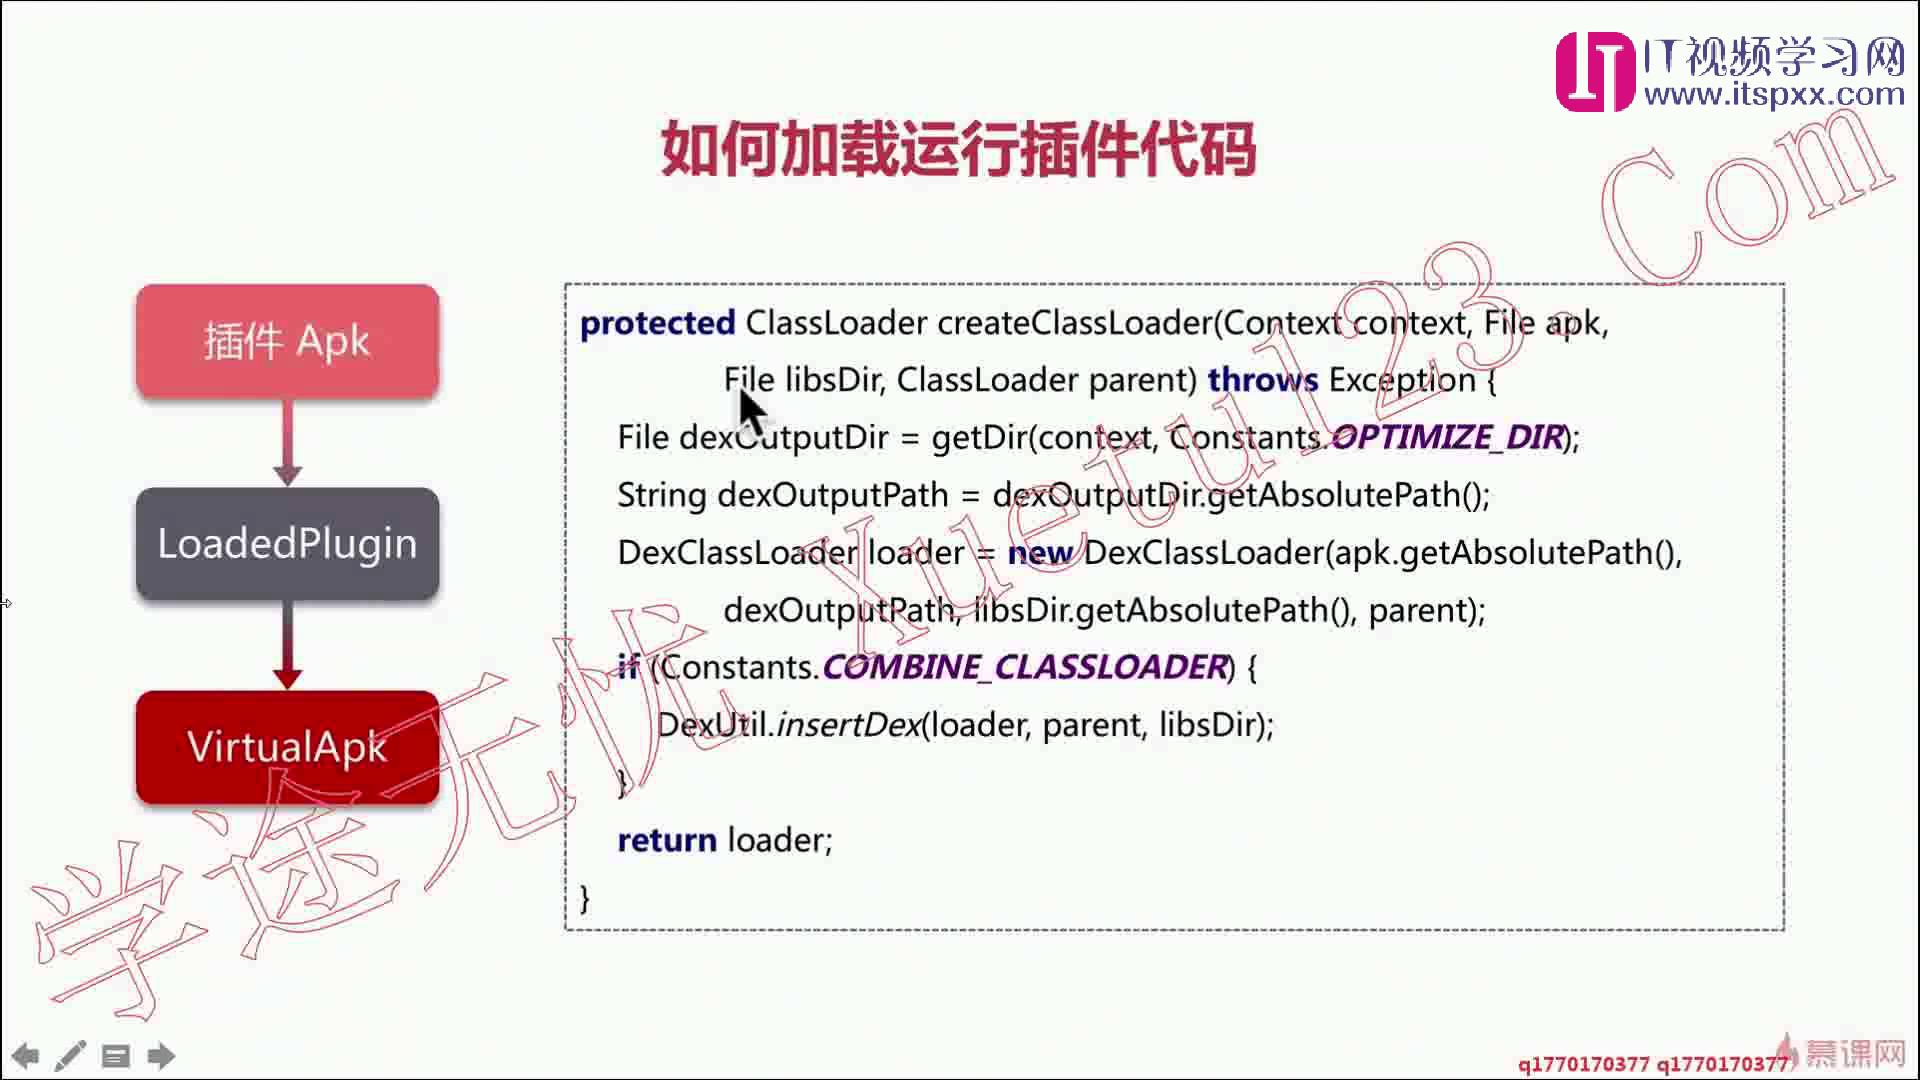 IT视频学习网
www.itspxx.com
如何加载运行插件代码
插件 Apk
LoadedPlugin
VirtualApk
protected ClassLoader createClassLoader(Context context, File apk,
File libsDir, ClassLoader parent) throws Exception {
File dexOutputDir = getDir(context, Constants.OPTIMIZE_DIR);
String dexOutputPath = dexOutputDir.getAbsolutePath();
DexClassLoader loader = new DexClassLoader(apk.getAbsolutePath(),
dexOutputPath, libsDir.getAbsolutePath(), parent);
if (Constants.COMBINE_CLASSLOADER) {
DexUtil.insertDex(loader, parent, libsDir);
}
return loader;
}
学途无忧 Xuetu123.Com
q1770170377 q1770170377
慕课网